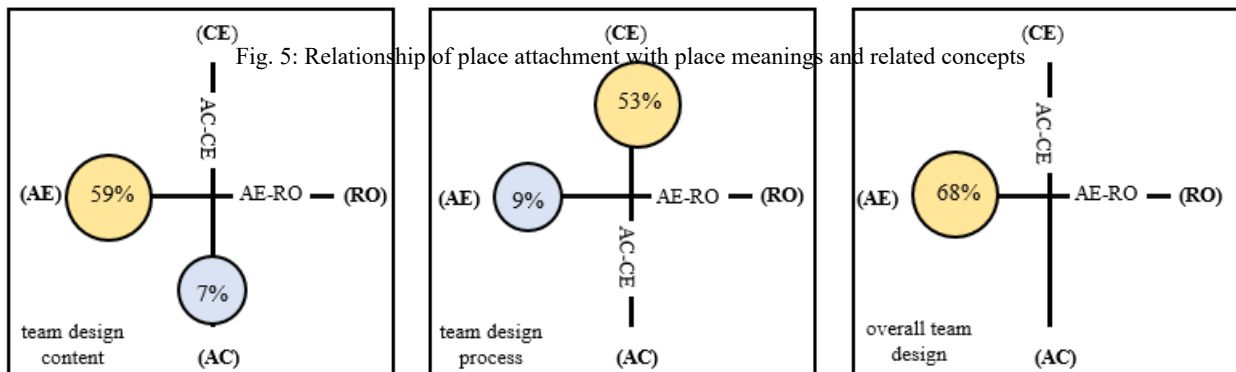 Fig. 5: Relationship of place attachment with place meanings and related concepts
(CE)
AC-CE
(AE)
59%
AE-RO
(RO)
7%
team design
content
(AC)
(CE)
53%
(AE)
9%
AE-RO
(RO)
AC-CE
team design
process
(AC)
(CE)
AC-CE
(AE)
68%
AE-RO
(RO)
overall team
design
(AC)